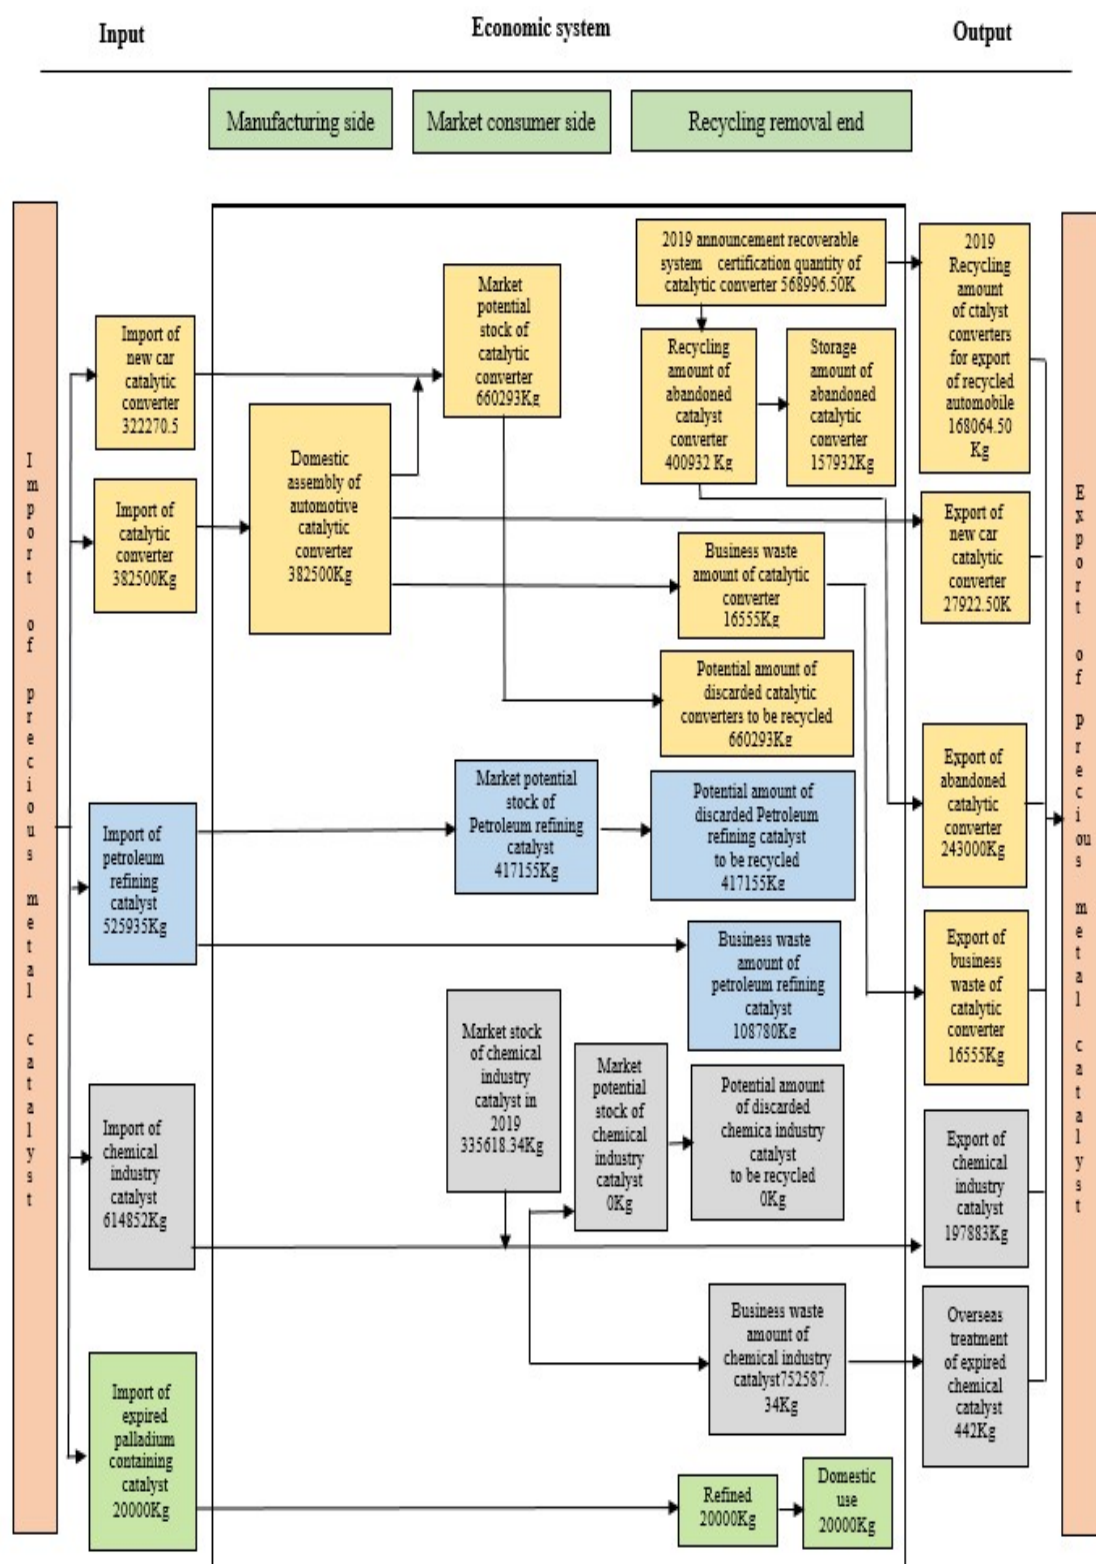 Input
Economic system
Output
Manufacturing side
Market consumer side
Recycling removal end
Import of precious metal catalyst
Import of
new car
catalytic
converter
322270.5
Import of
catalytic
converter
382500Kg
Import of
petroleum
refining
catalyst
525935Kg
Import of
chemical
industry
catalyst
614852Kg
Import of
expired
palladium
containing
catalyst
20000Kg
Domestic
assembly of
automotive
catalytic
converter
382500Kg
Market
potential
stock of
catalytic
converter
660293Kg
Market potential
stock of
Petroleum refining
catalyst
417155Kg
Market stock
of chemical
industry
catalyst in
2019
335618.34Kg
Market
potential
stock of
chemical
industry
catalyst
0Kg
2019 announcement recoverable
system certification quantity of
catalytic converter 568996.50K
Recycling
amount of
abandoned
catalyst
converter
400932 Kg
Storage
amount of
abandoned
catalytic
converter
157932Kg
Business waste
amount of catalytic
converter
16555Kg
Potential amount of
discarded catalytic
converters to be recycled
660293Kg
Potential amount of
discarded Petroleum
refining catalyst
to be recycled
417155Kg
Business waste
amount of
petroleum refining
catalyst
108780Kg
Potential amount
of discarded
chemica industry
catalyst
to be recycled
0Kg
Business waste
amount of
chemical industry
catalyst752587.
34Kg
Refined
20000Kg
Domestic
use
20000Kg
2019
Recycling
amount
of ctalyst
converters
for export
of recycled
automobile
168064.50
Kg
Export of
new car
catalytic
converter
27922.50K
Export of
abandoned
catalytic
converter
243000Kg
Export of
business
waste of
catalytic
converter
16555Kg
Export of
chemical
industry
catalyst
197883Kg
Overseas
treatment
of expired
chemical
catalyst
442Kg
Export of precious metal catalyst